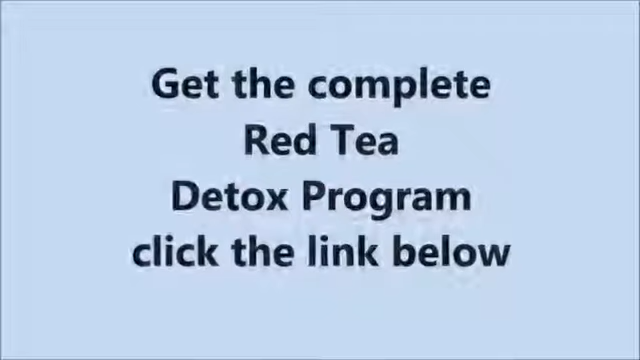 Get the complete
Red Tea
Detox Program
click the link below